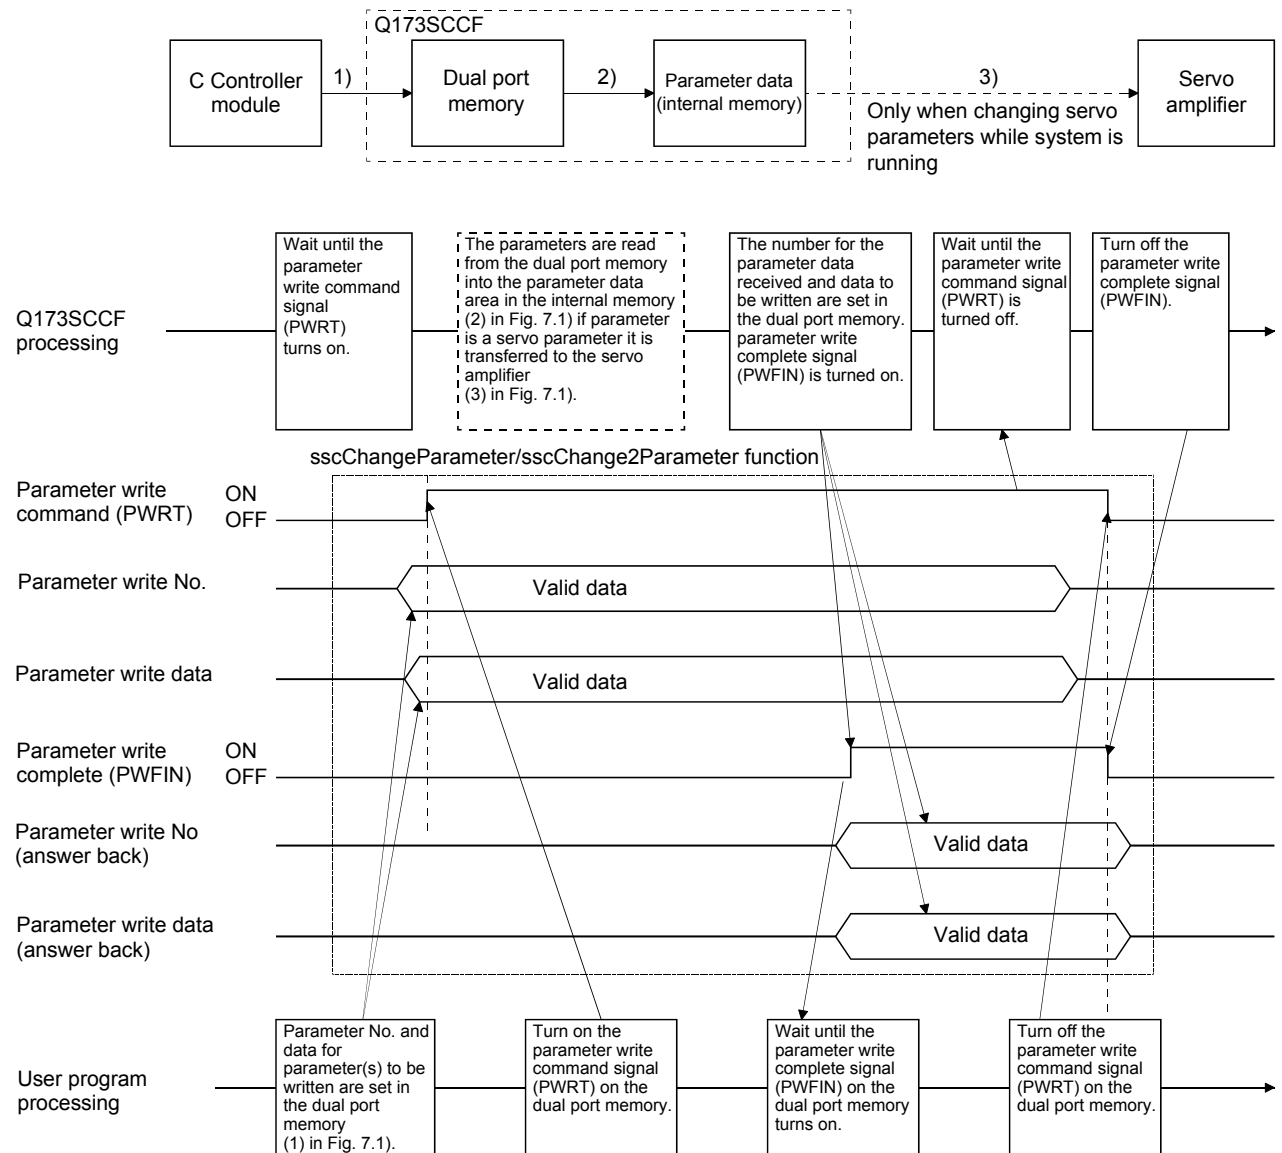 Q173SCCF
C Controller
module
1)
Dual port
memory
2)
Parameter data
(internal memory)
3)
Only when changing servo
parameters while system is
running
Servo
amplifier
Q173SCCF
processing
Wait until the
parameter
write command
signal
(PWRT)
turns on.
The parameters are read
from the dual port memory
into the parameter data
area in the internal memory
(2) in Fig. 7.1) if parameter
is a servo parameter it is
transferred to the servo
amplifier
(3) in Fig. 7.1).
The number for the
parameter data
received and data to
be written are set in
the dual port memory.
parameter write
complete signal
(PWFIN) is turned on.
Wait until the
parameter write
command signal
(PWRT) is
turned off.
Turn off the
parameter write
complete signal
(PWFIN).
sscChangeParameter/sscChange2Parameter function
Parameter write
command (PWRT)
ON
OFF
Parameter write No.
Valid data
Parameter write data
Valid data
Parameter write
complete (PWFIN)
ON
OFF
Parameter write No
(answer back)
Valid data
Parameter write data
(answer back)
Valid data
User program
processing
Parameter No. and
data for
parameter(s) to be
written are set in
the dual port
memory
(1) in Fig. 7.1).
Turn on the
parameter write
command signal
(PWRT) on the
dual port memory.
Wait until the
parameter write
complete signal
(PWFIN) on the
dual port memory
turns on.
Turn off the
parameter write
command signal
(PWRT) on the
dual port memory.